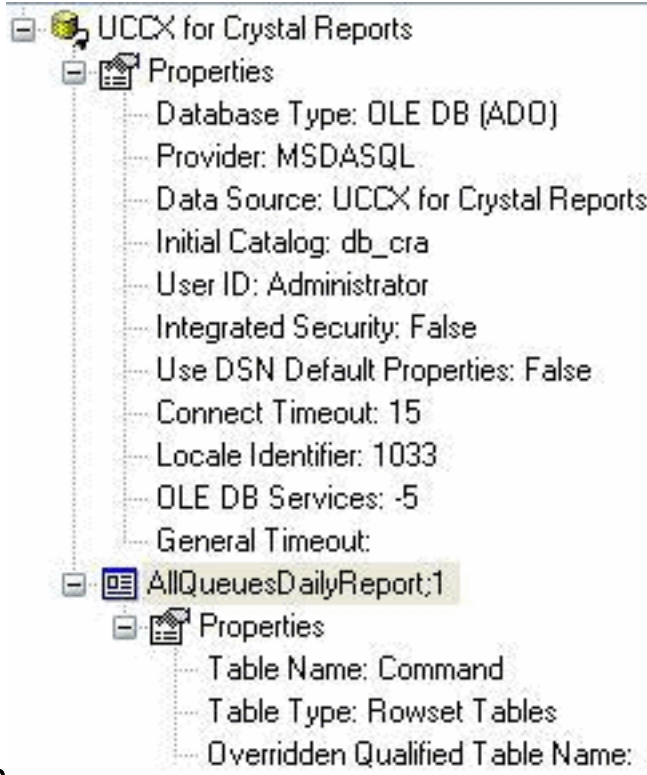 UCCX for Crystal Reports
Properties
Database Type: OLE DB (ADO)
Provider: MSDASQL
Data Source: UCCX for Crystal Reports
Initial Catalog: db_cra
User ID: Administrator
Integrated Security: False
Use DSN Default Properties: False
Connect Timeout: 15
Locale Identifier: 1033
OLE DB Services: -5
General Timeout:
AllQueuesDailyReport;1
Properties
Table Name: Command
Table Type: Rowset Tables
Overridden Qualified Table Name: